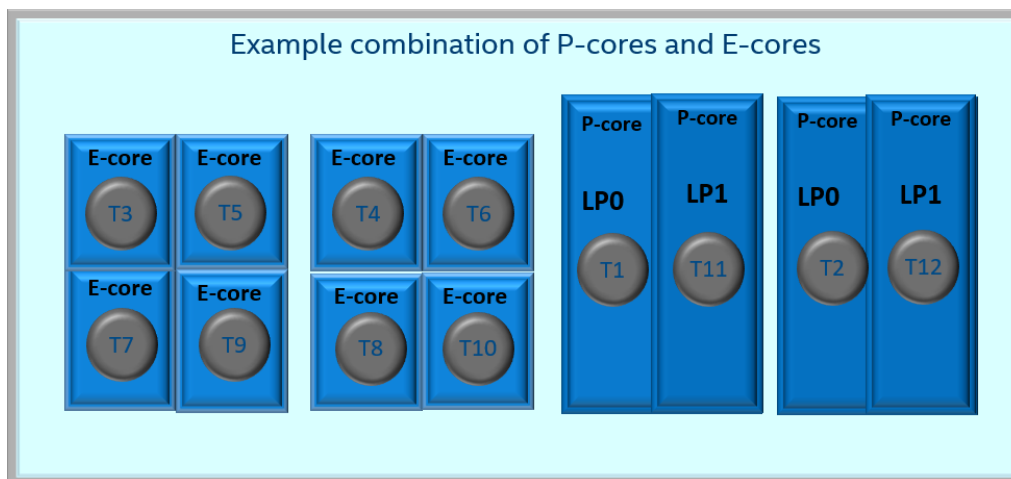 Example combination of P-cores and E-cores
E-core E-core
T3 T5
E-core E-core
T7 T9
E-core E-core
T4 T6
E-core E-core
T8 T10
P-core P-core
LP0 LP1
T1 T11
P-core P-core
LP0 LP1
T2 T12